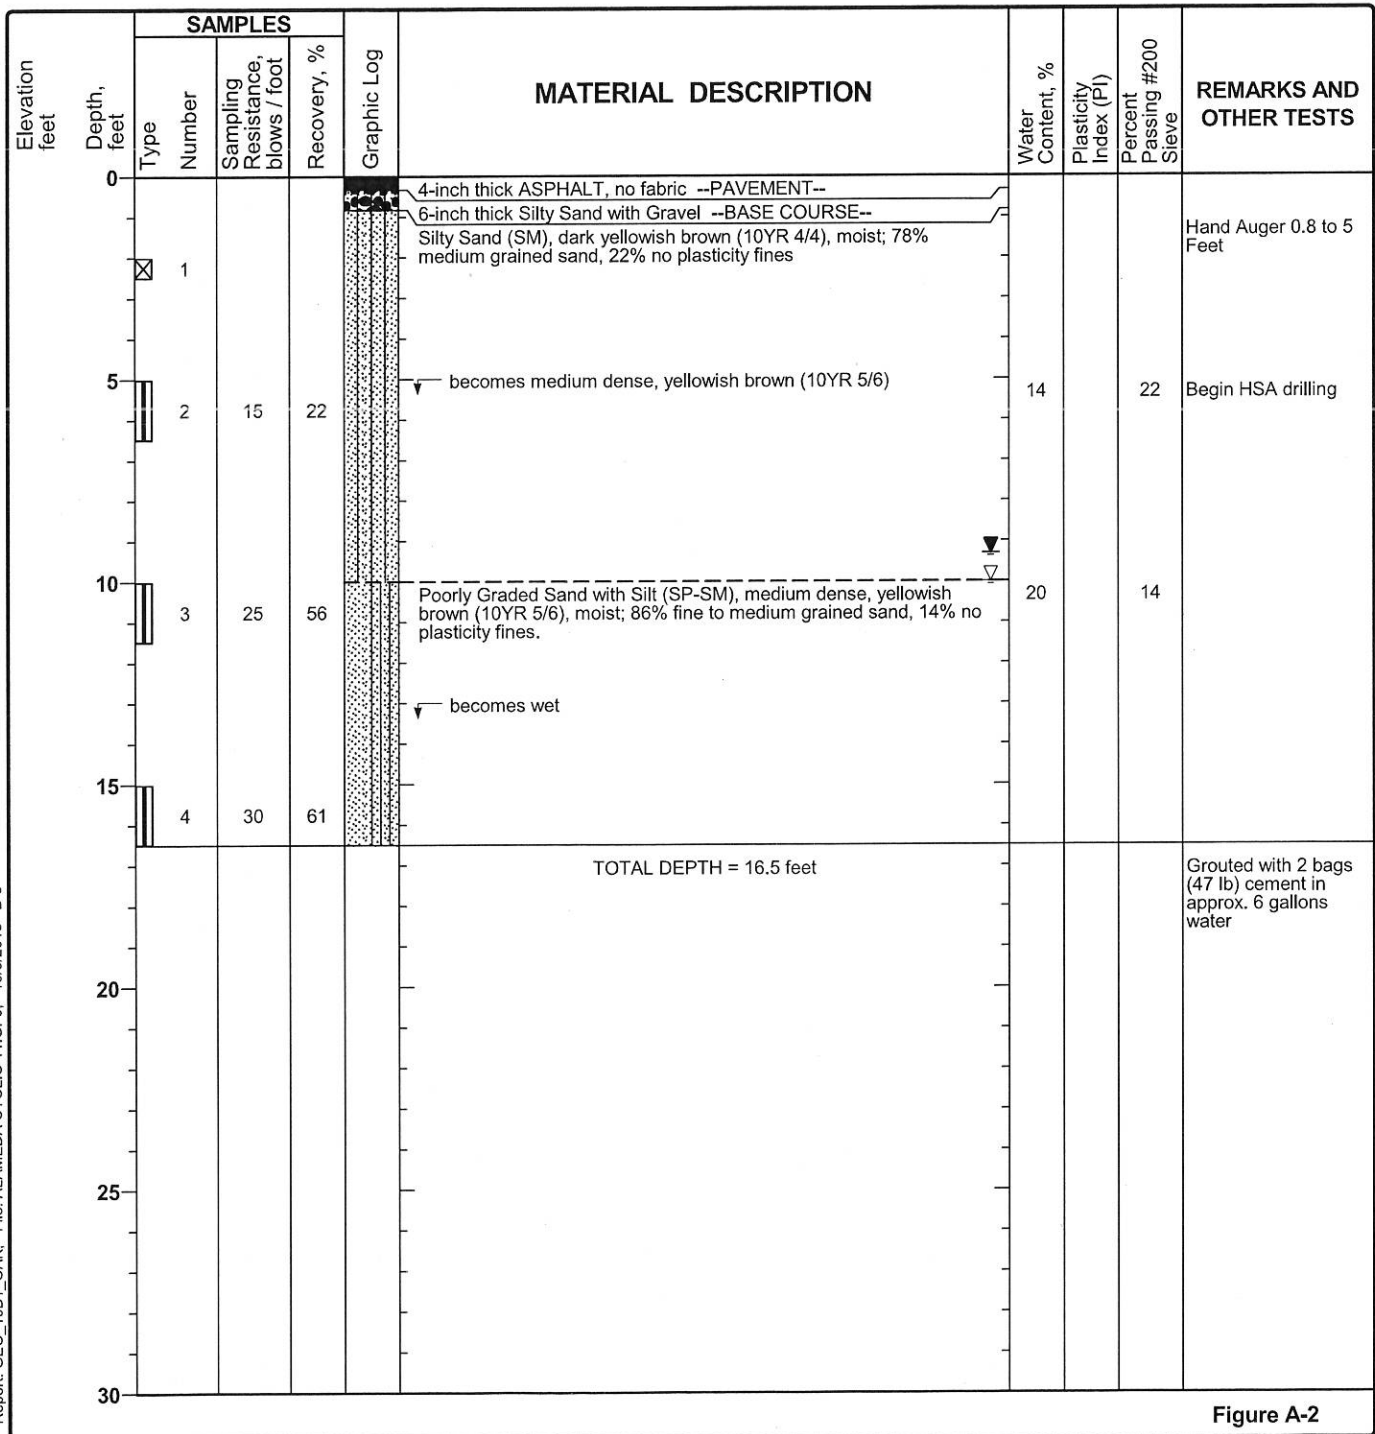 SAMPLES
Elevation
feet
Depth,
feet
Type
Number
Sampling
Resistance,
blows / foot
Recovery, %
Graphic Log
MATERIAL DESCRIPTION
Water
Content, %
Plasticity
Index (PI)
Percent
Passing #200
Sieve
REMARKS AND
OTHER TESTS
0
4-inch thick ASPHALT, no fabric --PAVEMENT--
6-inch thick Silty Sand with Gravel --BASE COURSE--
Silty Sand (SM), dark yellowish brown (10YR 4/4), moist; 78%
medium grained sand, 22% no plasticity fines
Hand Auger 0.8 to 5
Feet
1
5
becomes medium dense, yellowish brown (10YR 5/6)
14
22
Begin HSA drilling
2
15
22
10
Poorly Graded Sand with Silt (SP-SM), medium dense, yellowish
brown (10YR 5/6), moist; 86% fine to medium grained sand, 14% no
plasticity fines.
20
14
3
25
56
becomes wet
15
4
30
61
TOTAL DEPTH = 16.5 feet
Grouted with 2 bags
(47 lb) cement in
approx. 6 gallons
water
20
25
30
Figure A-2